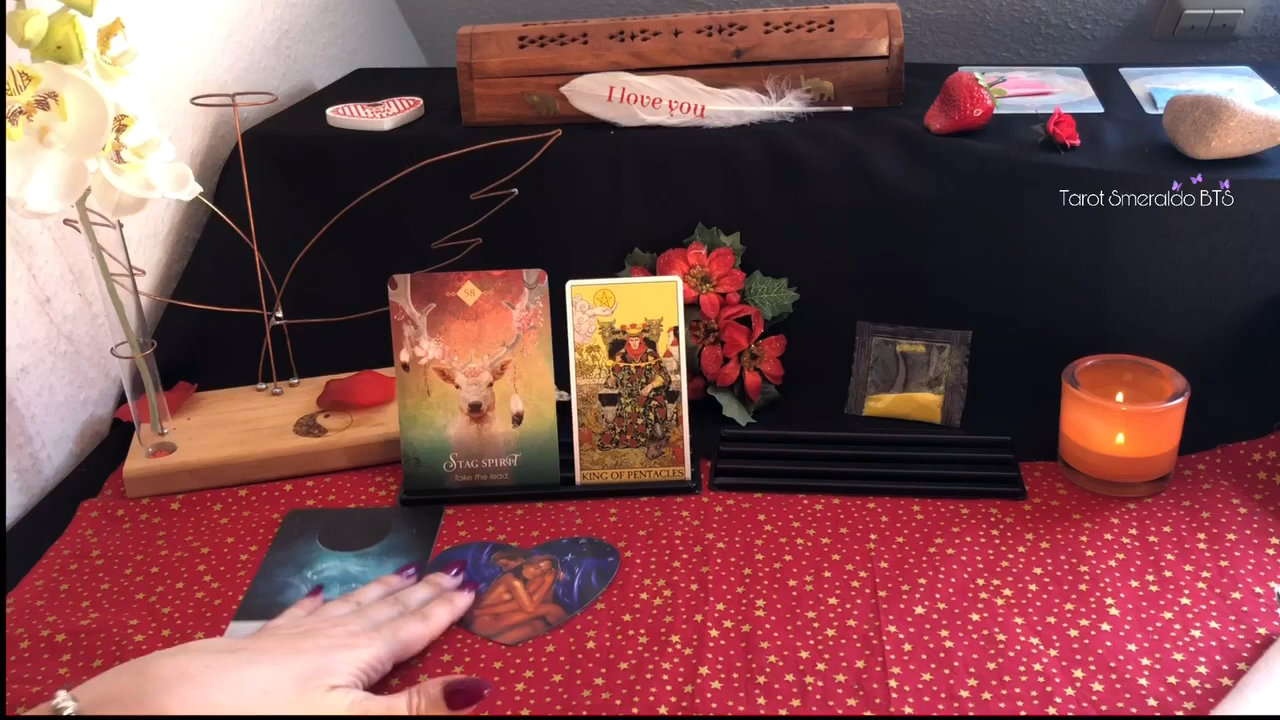 I love you
Tarot Smeraldo BTS
58
STAG SPIRIT
Take the lead.
KING OF PENTACLES